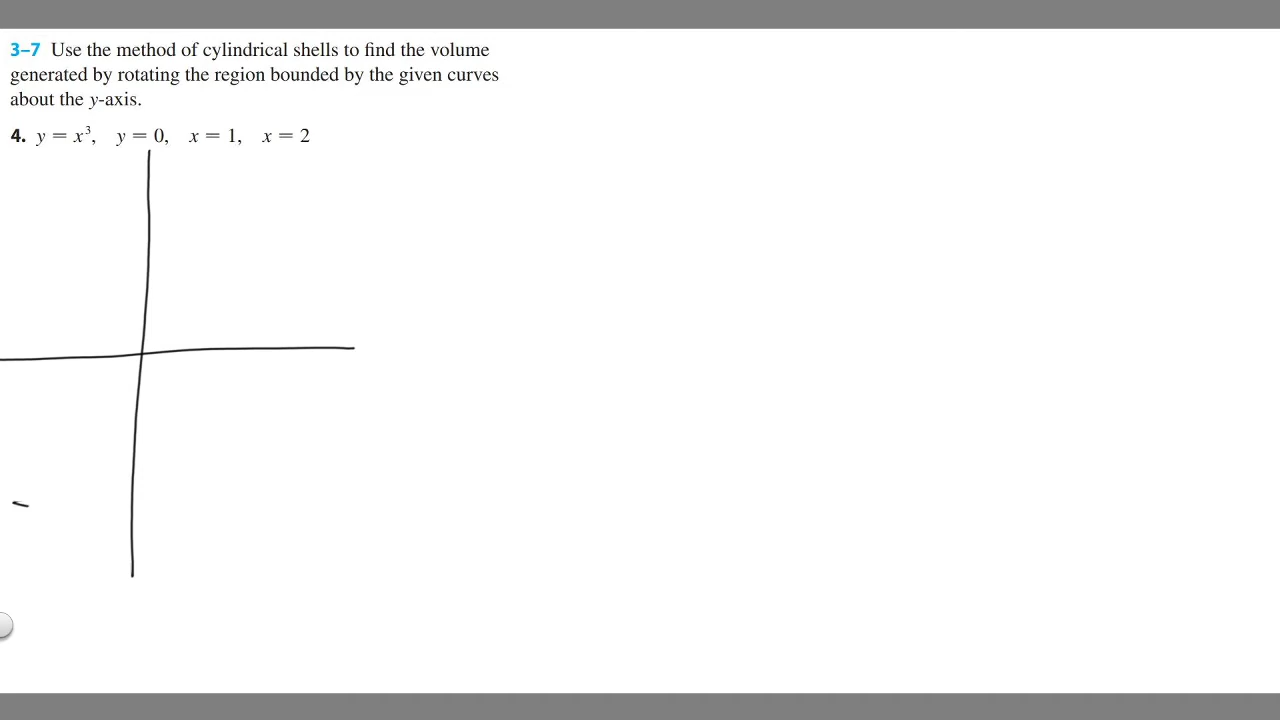 3–7 Use the method of cylindrical shells to find the volume
generated by rotating the region bounded by the given curves
about the y-axis.
4. y = x³, y = 0, x = 1, x = 2